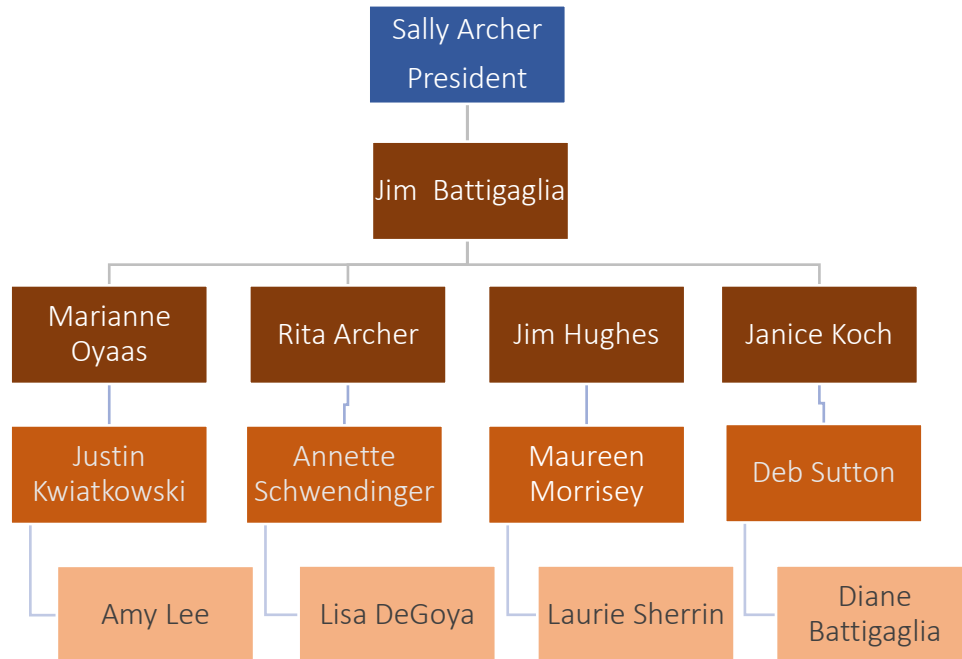 Sally Archer
President
Jim  Battigaglia
Marianne
Oyaas
Rita Archer
Jim Hughes
Janice Koch
Justin
Kwiatkowski
Annette
Schwendinger
Maureen
Morrisey
Deb Sutton
Amy Lee
Lisa DeGoya
Laurie Sherrin
Diane
Battigaglia